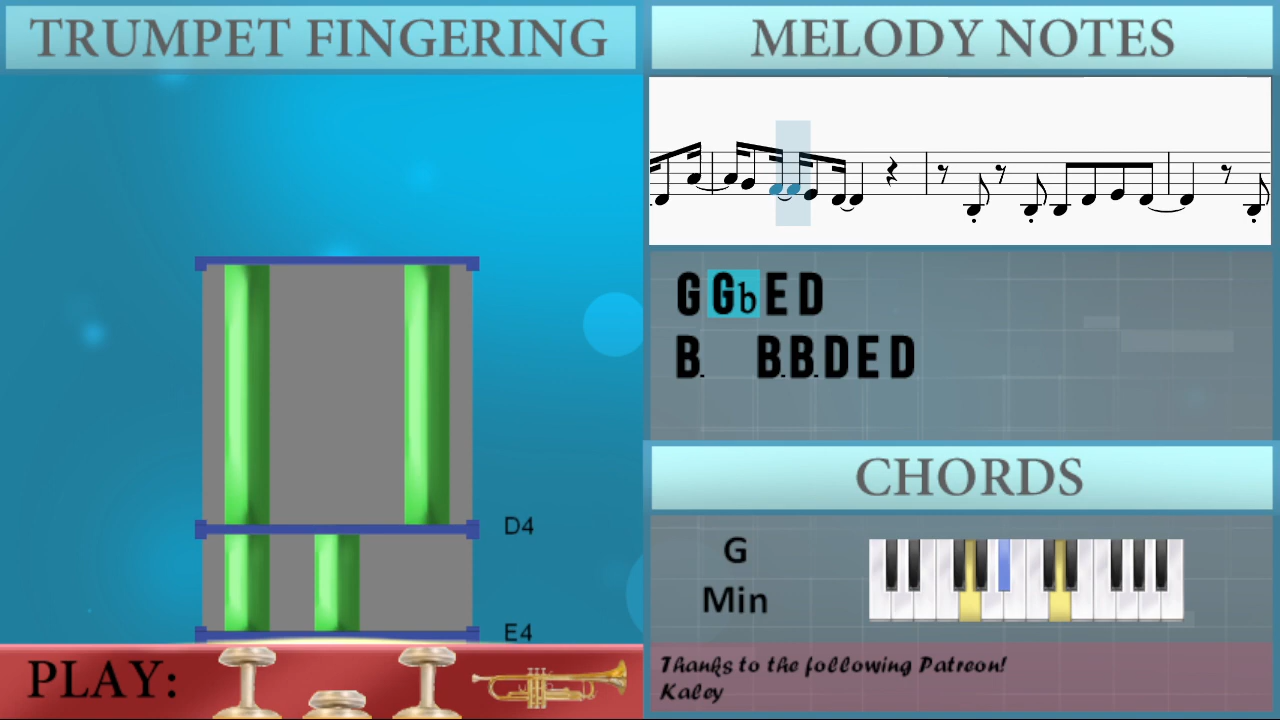 TRUMPET FINGERING
MELODY NOTES
G Gb E D
B. B. B. D E D
CHORDS
D4
G
Min
E4
PLAY:
Thanks to the following Patreon!
Kaley